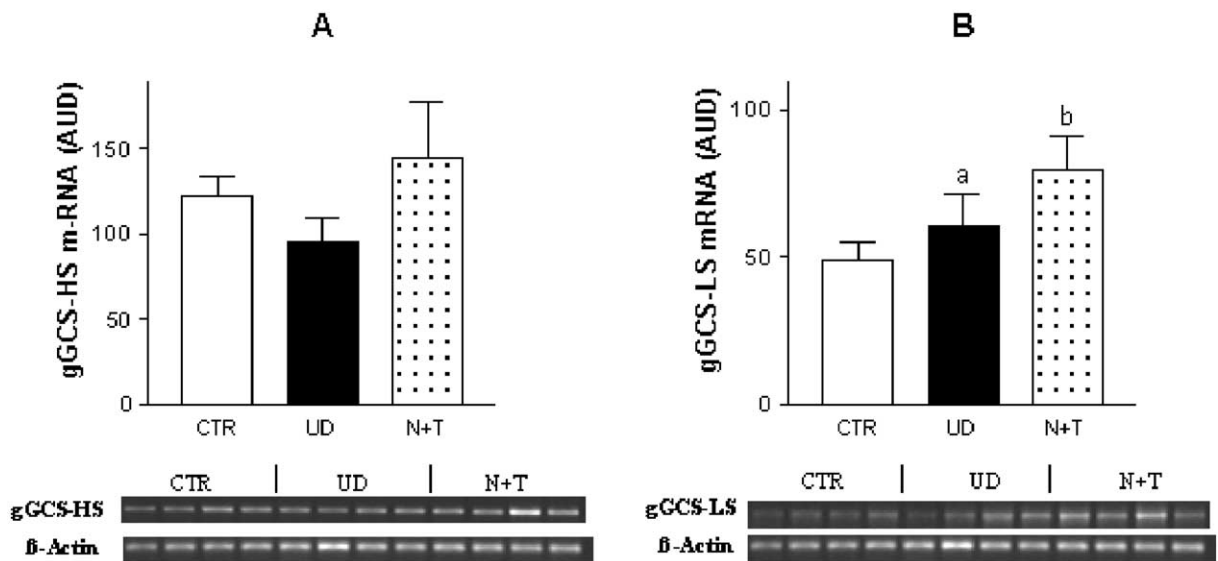 A
B
gGCS-HS m-RNA (AUD)
150
100
50
0
CTR UD N+T
gGCS-LS mRNA (AUD)
100
50
0
a
b
CTR UD N+T
CTR | UD | N+T
gGCS-HS
ß-Actin
CTR | UD | N+T
gGCS-LS
ß-Actin